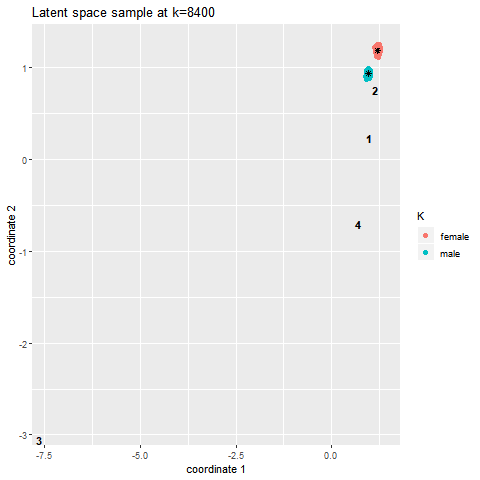 Latent space sample at k=8400
1
0
-1
-2
-3
coordinate 2
2
1
4
3
-7.5
-5.0
-2.5
0.0
coordinate 1
K
female
male